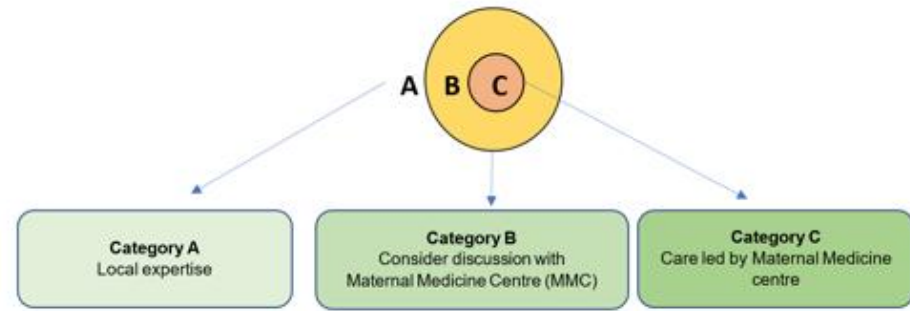 A B C
Category A
Local expertise
Category B
Consider discussion with
Maternal Medicine Centre (MMC)
Category C
Care led by Maternal Medicine
centre